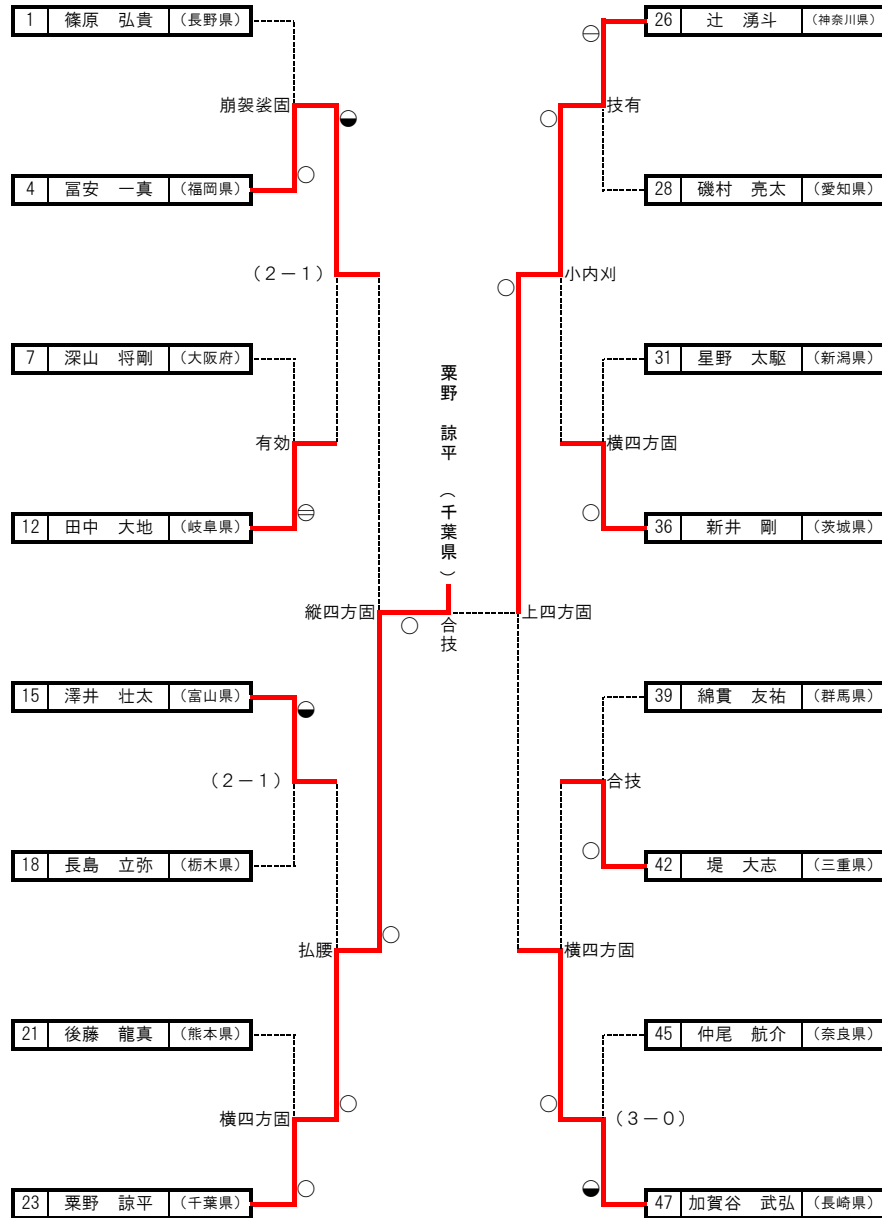 1 篠原 弘貴 (長野県)
崩袈裟固
4 冨安 一真 (福岡県)
(2-1)
7 深山 将剛 (大阪府)
有効
12 田中 大地 (岐阜県)
縦四方固
15 澤井 壮太 (富山県)
(2-1)
18 長島 立弥 (栃木県)
払腰
21 後藤 龍真 (熊本県)
横四方固
23 粟野 諒平 (千葉県)
粟野 諒平 (千葉県)
合技
26 辻 湧斗 (神奈川県)
技有
28 磯村 亮太 (愛知県)
小内刈
31 星野 太駆 (新潟県)
横四方固
36 新井 剛 (茨城県)
上四方固
39 綿貫 友祐 (群馬県)
合技
42 堤 大志 (三重県)
横四方固
45 仲尾 航介 (奈良県)
(3-0)
47 加賀谷 武弘 (長崎県)